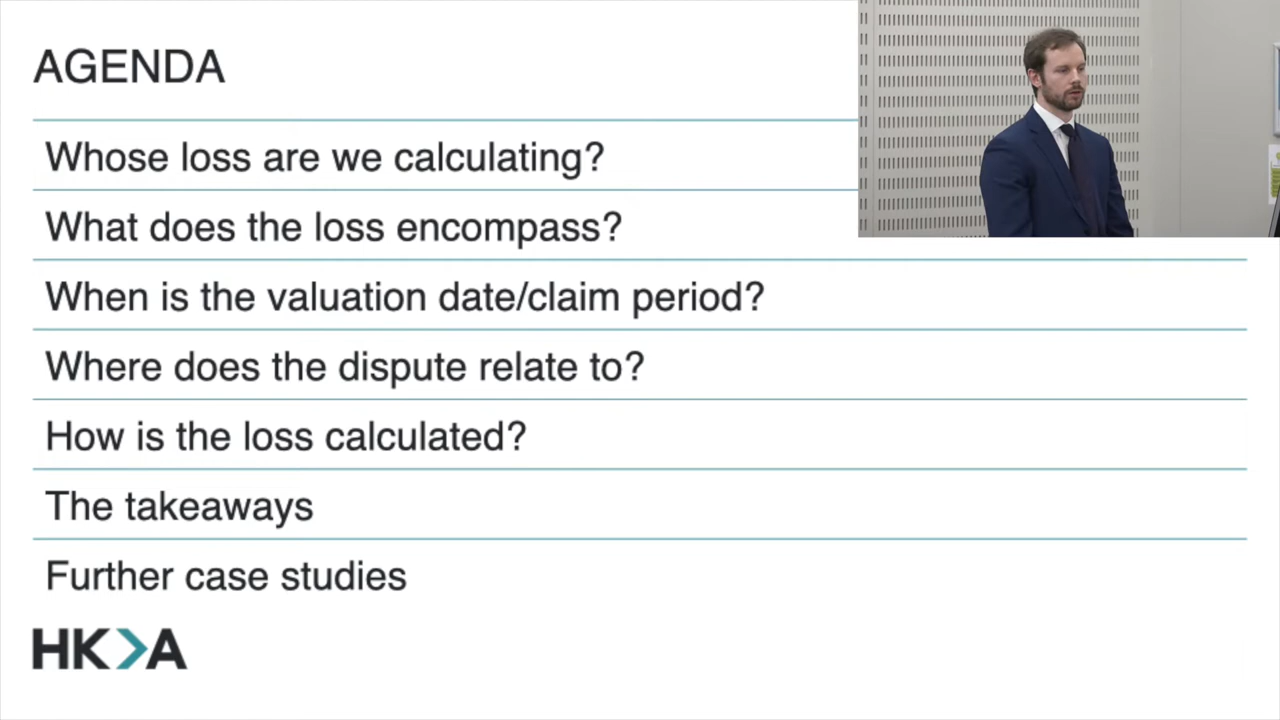 AGENDA
Whose loss are we calculating?
What does the loss encompass?
When is the valuation date/claim period?
Where does the dispute relate to?
How is the loss calculated?
The takeaways
Further case studies
HKA